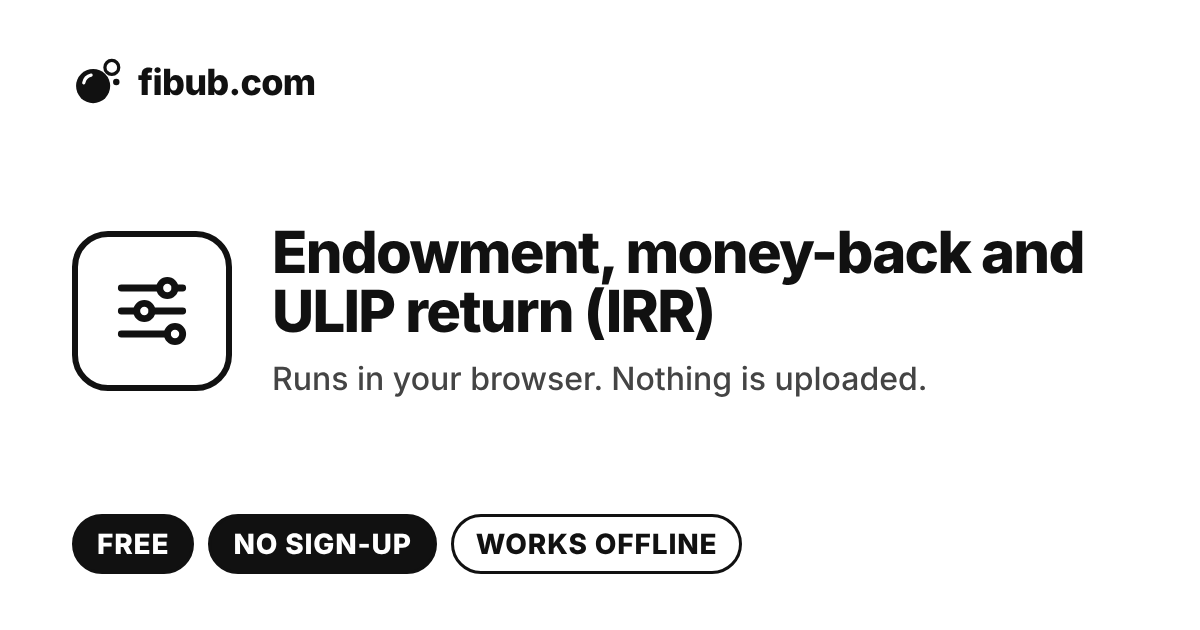 fibub.com
Endowment, money-back and
ULIP return (IRR)
Runs in your browser. Nothing is uploaded.
FREE
NO SIGN-UP
WORKS OFFLINE